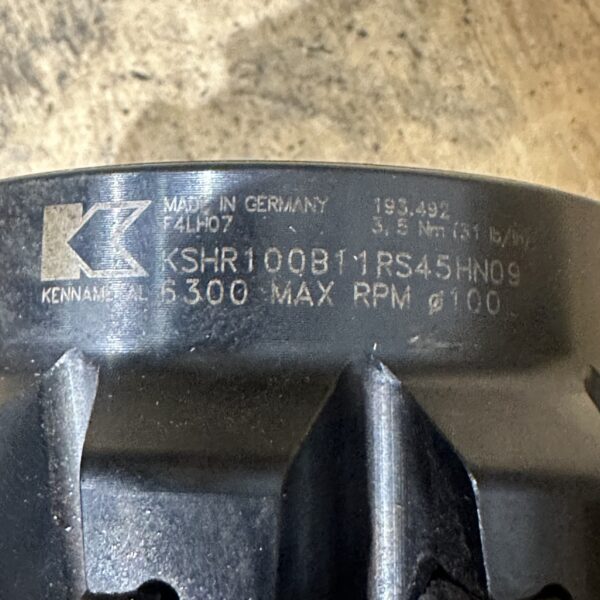 MADE IN GERMANY 193.492
F4LH07 3,5 Nm (31 lb/in)
KSHR100B11RS45HN09
KENNAMETAL 6300 MAX RPM ø100